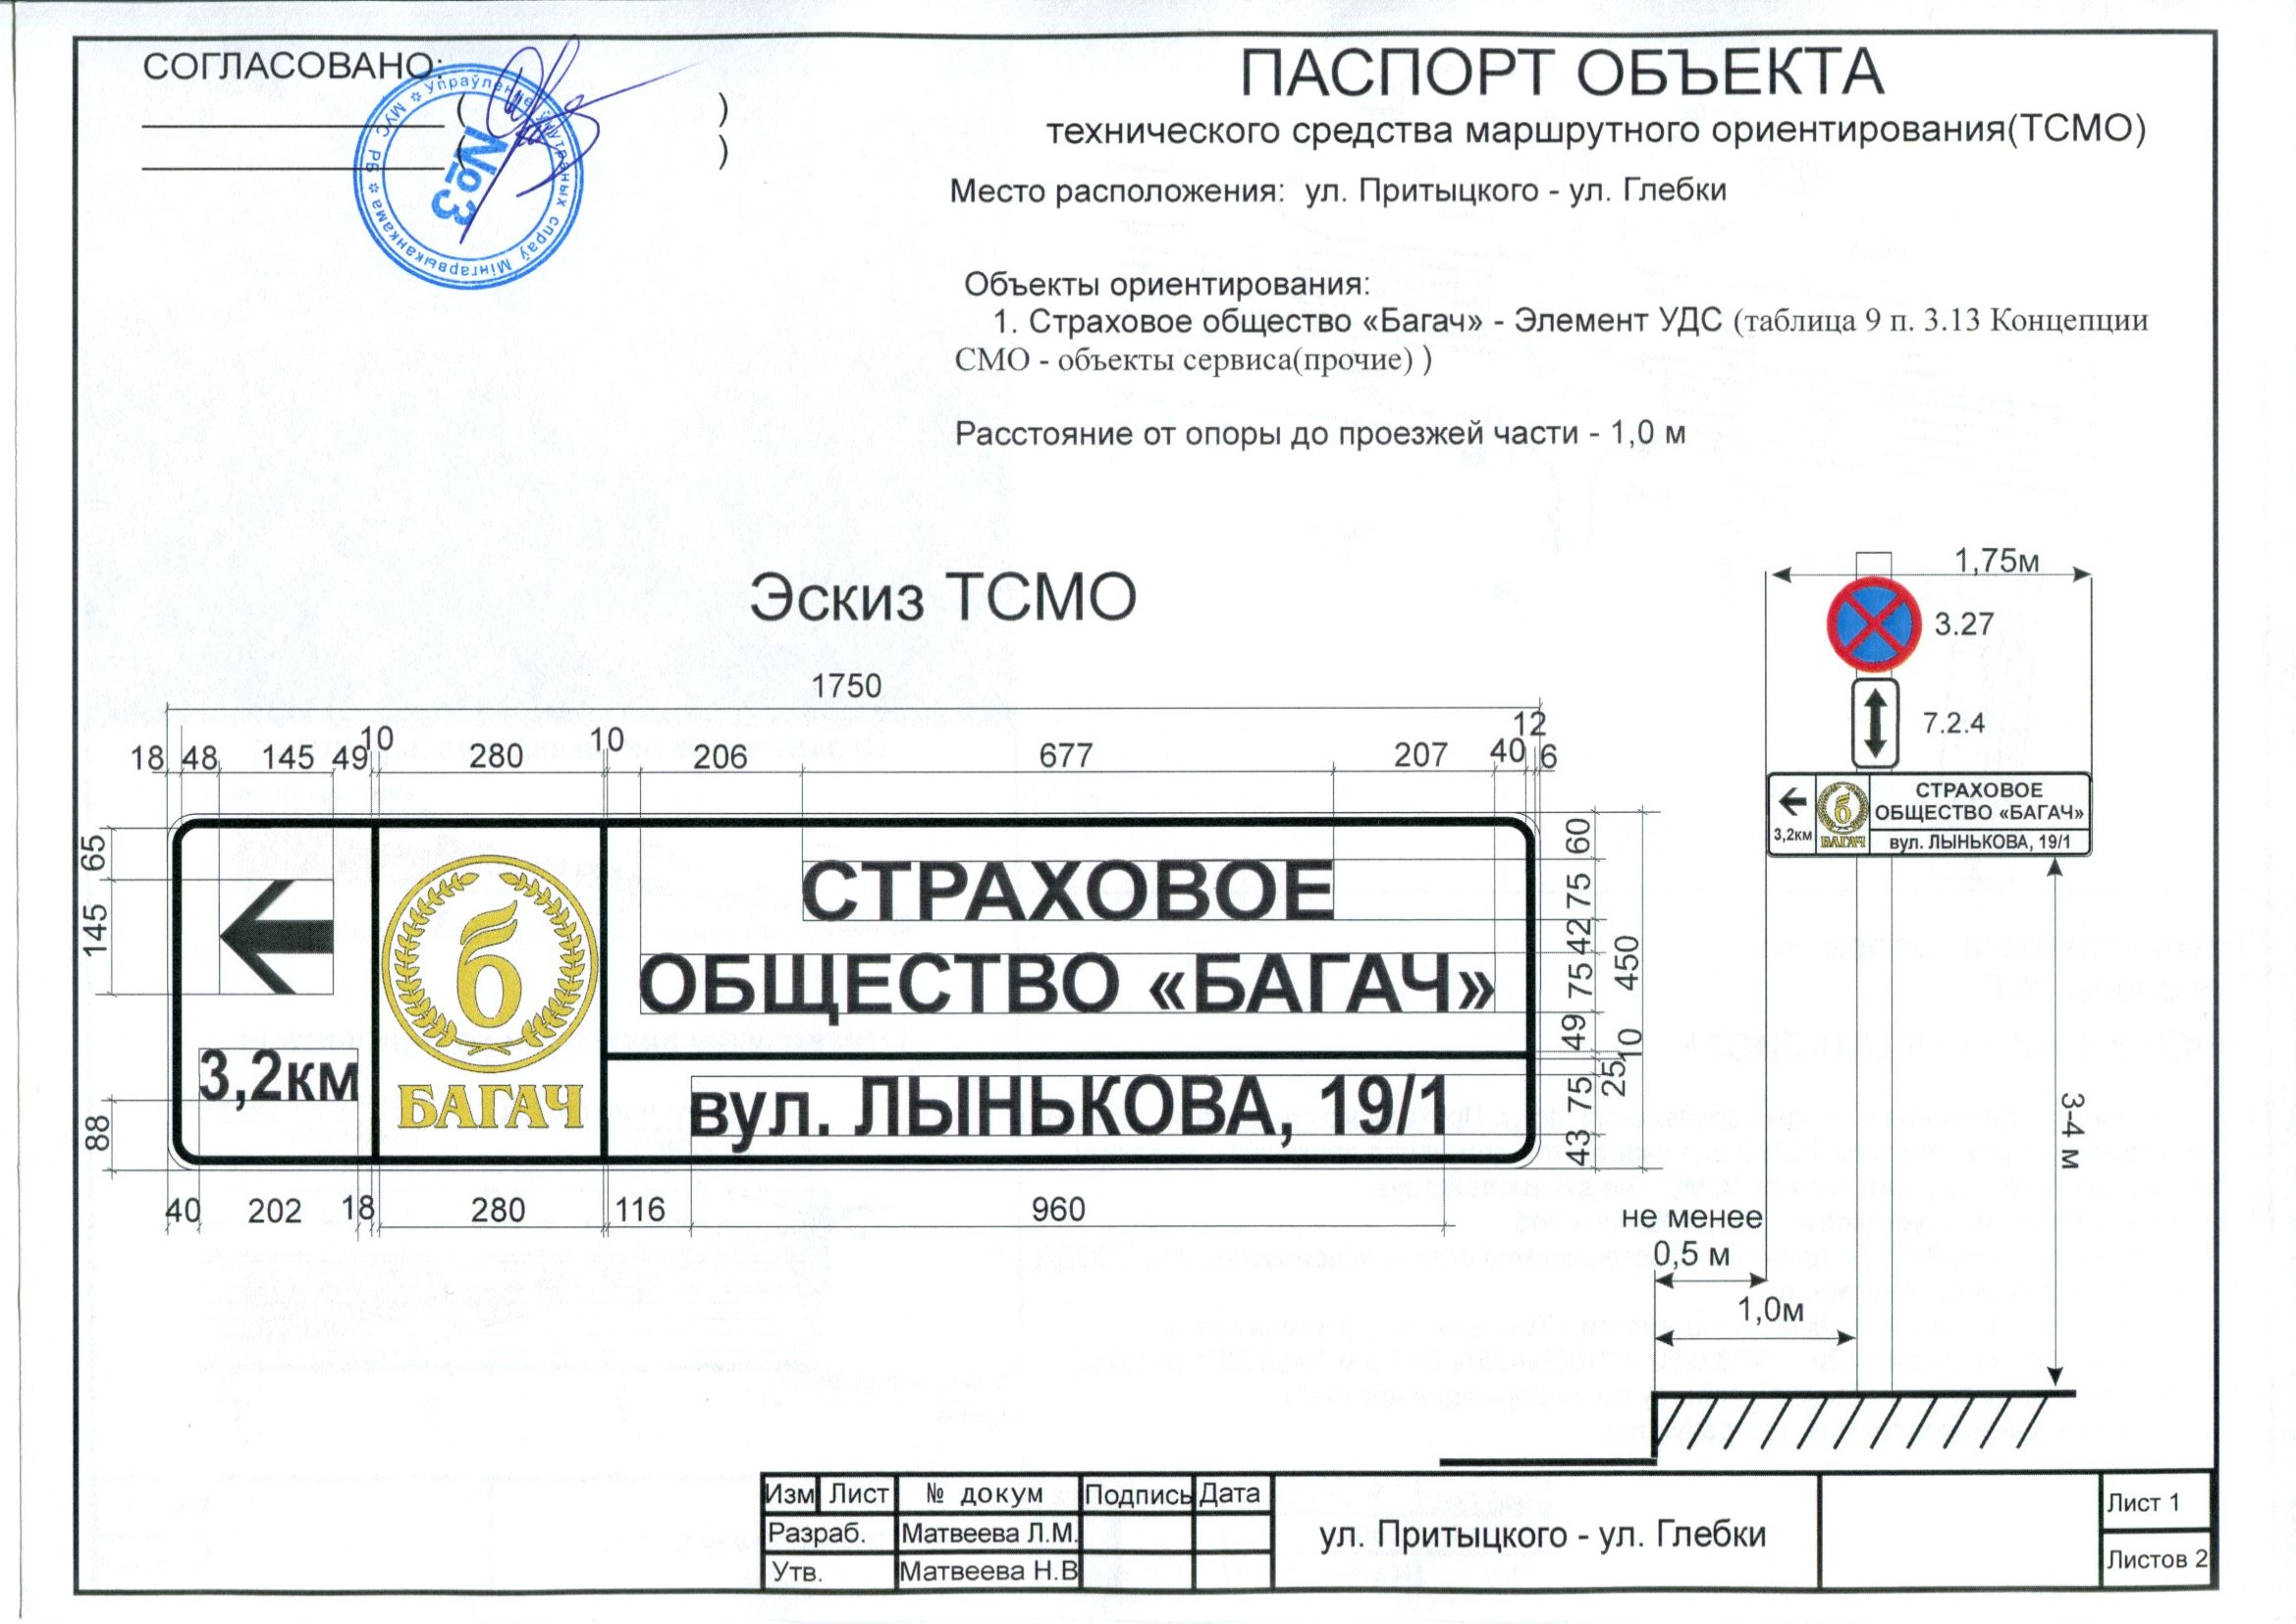 СОГЛАСОВАНО:
( )
( )
✲ Упраўленне ўнутраных спраў Мінгарвыканкама ✲ МУС РБ
№3
ПАСПОРТ ОБЪЕКТА
технического средства маршрутного ориентирования(ТСМО)
Место расположения: ул. Притыцкого - ул. Глебки
Объекты ориентирования:
1. Страховое общество «Багач» - Элемент УДС (таблица 9 п. 3.13 Концепции
СМО - объекты сервиса(прочие) )
Расстояние от опоры до проезжей части - 1,0 м
Эскиз ТСМО
1750
18 48 145 49 10 280 10 206 677 207 40 12 6
65
145
88
3,2км
б
БАГАЧ
СТРАХОВОЕ
ОБЩЕСТВО «БАГАЧ»
вул. ЛЫНЬКОВА, 19/1
60
75
42
75
49
10
25
75
43
450
40 202 18 280 116 960
1,75м
3.27
7.2.4
3,2км
б
БАГАЧ
СТРАХОВОЕ
ОБЩЕСТВО «БАГАЧ»
вул. ЛЫНЬКОВА, 19/1
3-4 м
не менее
0,5 м
1,0м
Изм Лист № докум Подпись Дата
Разраб. Матвеева Л.М.
Утв. Матвеева Н.В
ул. Притыцкого - ул. Глебки
Лист 1
Листов 2